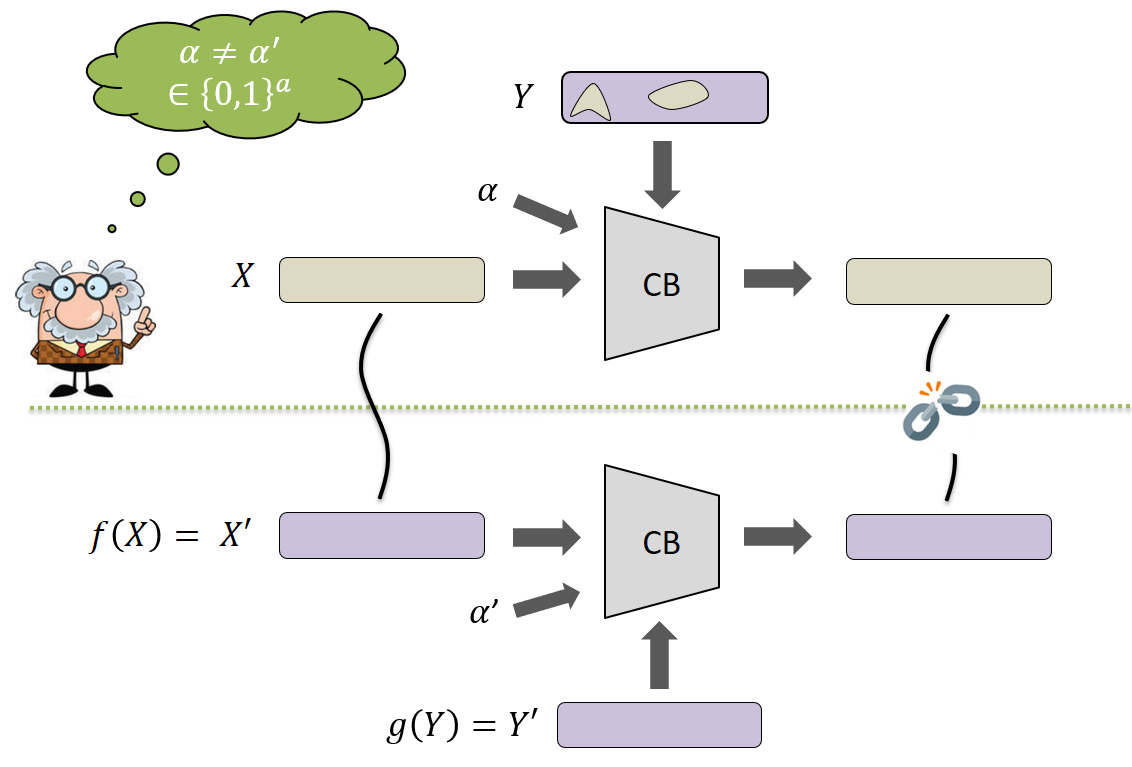 α ≠ α′
∈ {0,1}ᵃ
Y
α
X
CB
f(X) = X′
CB
α’
g(Y) = Y′